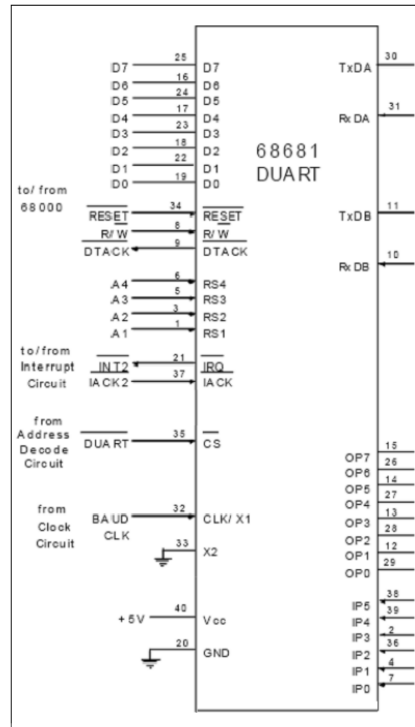 25 30
D7 D7 TxDA
16
D6 D6
24
D5 D5
17 31
D4 D4 RxDA
23
D3 D3
18
D2 D2 68681
22
D1 D1 DUART
19
D0 D0
to/ from
68000
34 11
RESET RESET TxDB
8
R/W R/W
9 10
DTACK DTACK RxDB
6
A4 RS4
5
A3 RS3
3
A2 RS2
1
A1 RS1
to/from
Interrupt
Circuit
21
INT2 IRQ
37
IACK2 IACK
from
Address
Decode
Circuit
35
DUART CS
15
OP7
26
OP6
14
OP5
27
OP4
13
OP3
28
OP2
12
OP1
29
OP0
from
Clock
Circuit
32
BAUD CLK/ X1
CLK
33
X2
38
IP5
39
IP4
2
IP3
36
IP2
4
IP1
7
IP0
40
+5V Vcc
20
GND